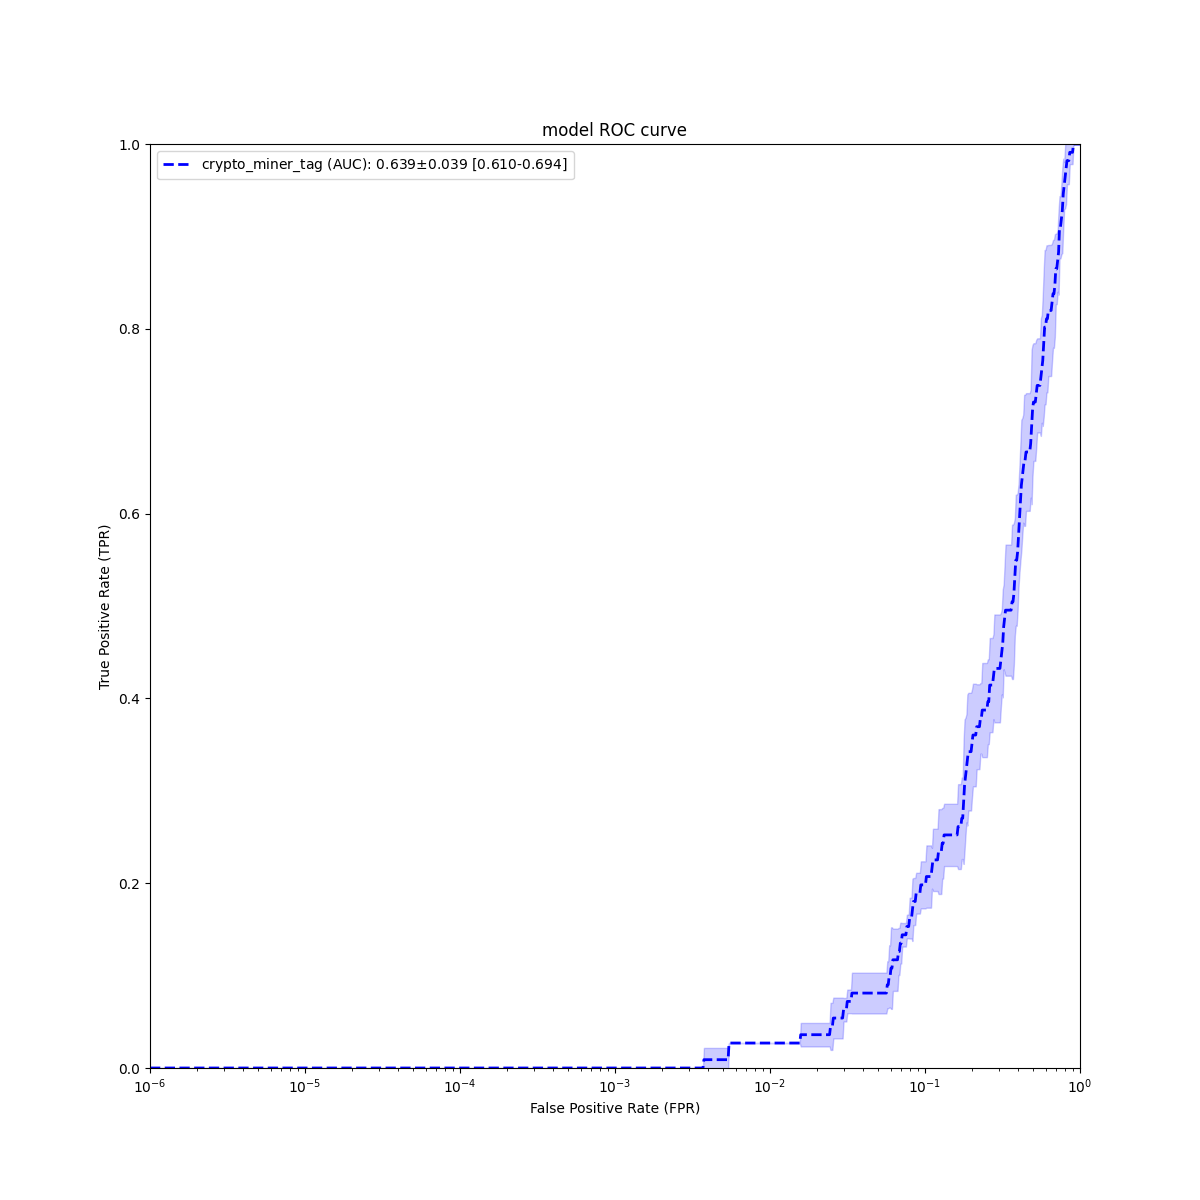 model ROC curve
crypto_miner_tag (AUC): 0.639±0.039 [0.610-0.694]
1.0
0.8
0.6
0.4
0.2
0.0
True Positive Rate (TPR)
10⁻⁶ 10⁻⁵ 10⁻⁴ 10⁻³ 10⁻² 10⁻¹ 10⁰
False Positive Rate (FPR)